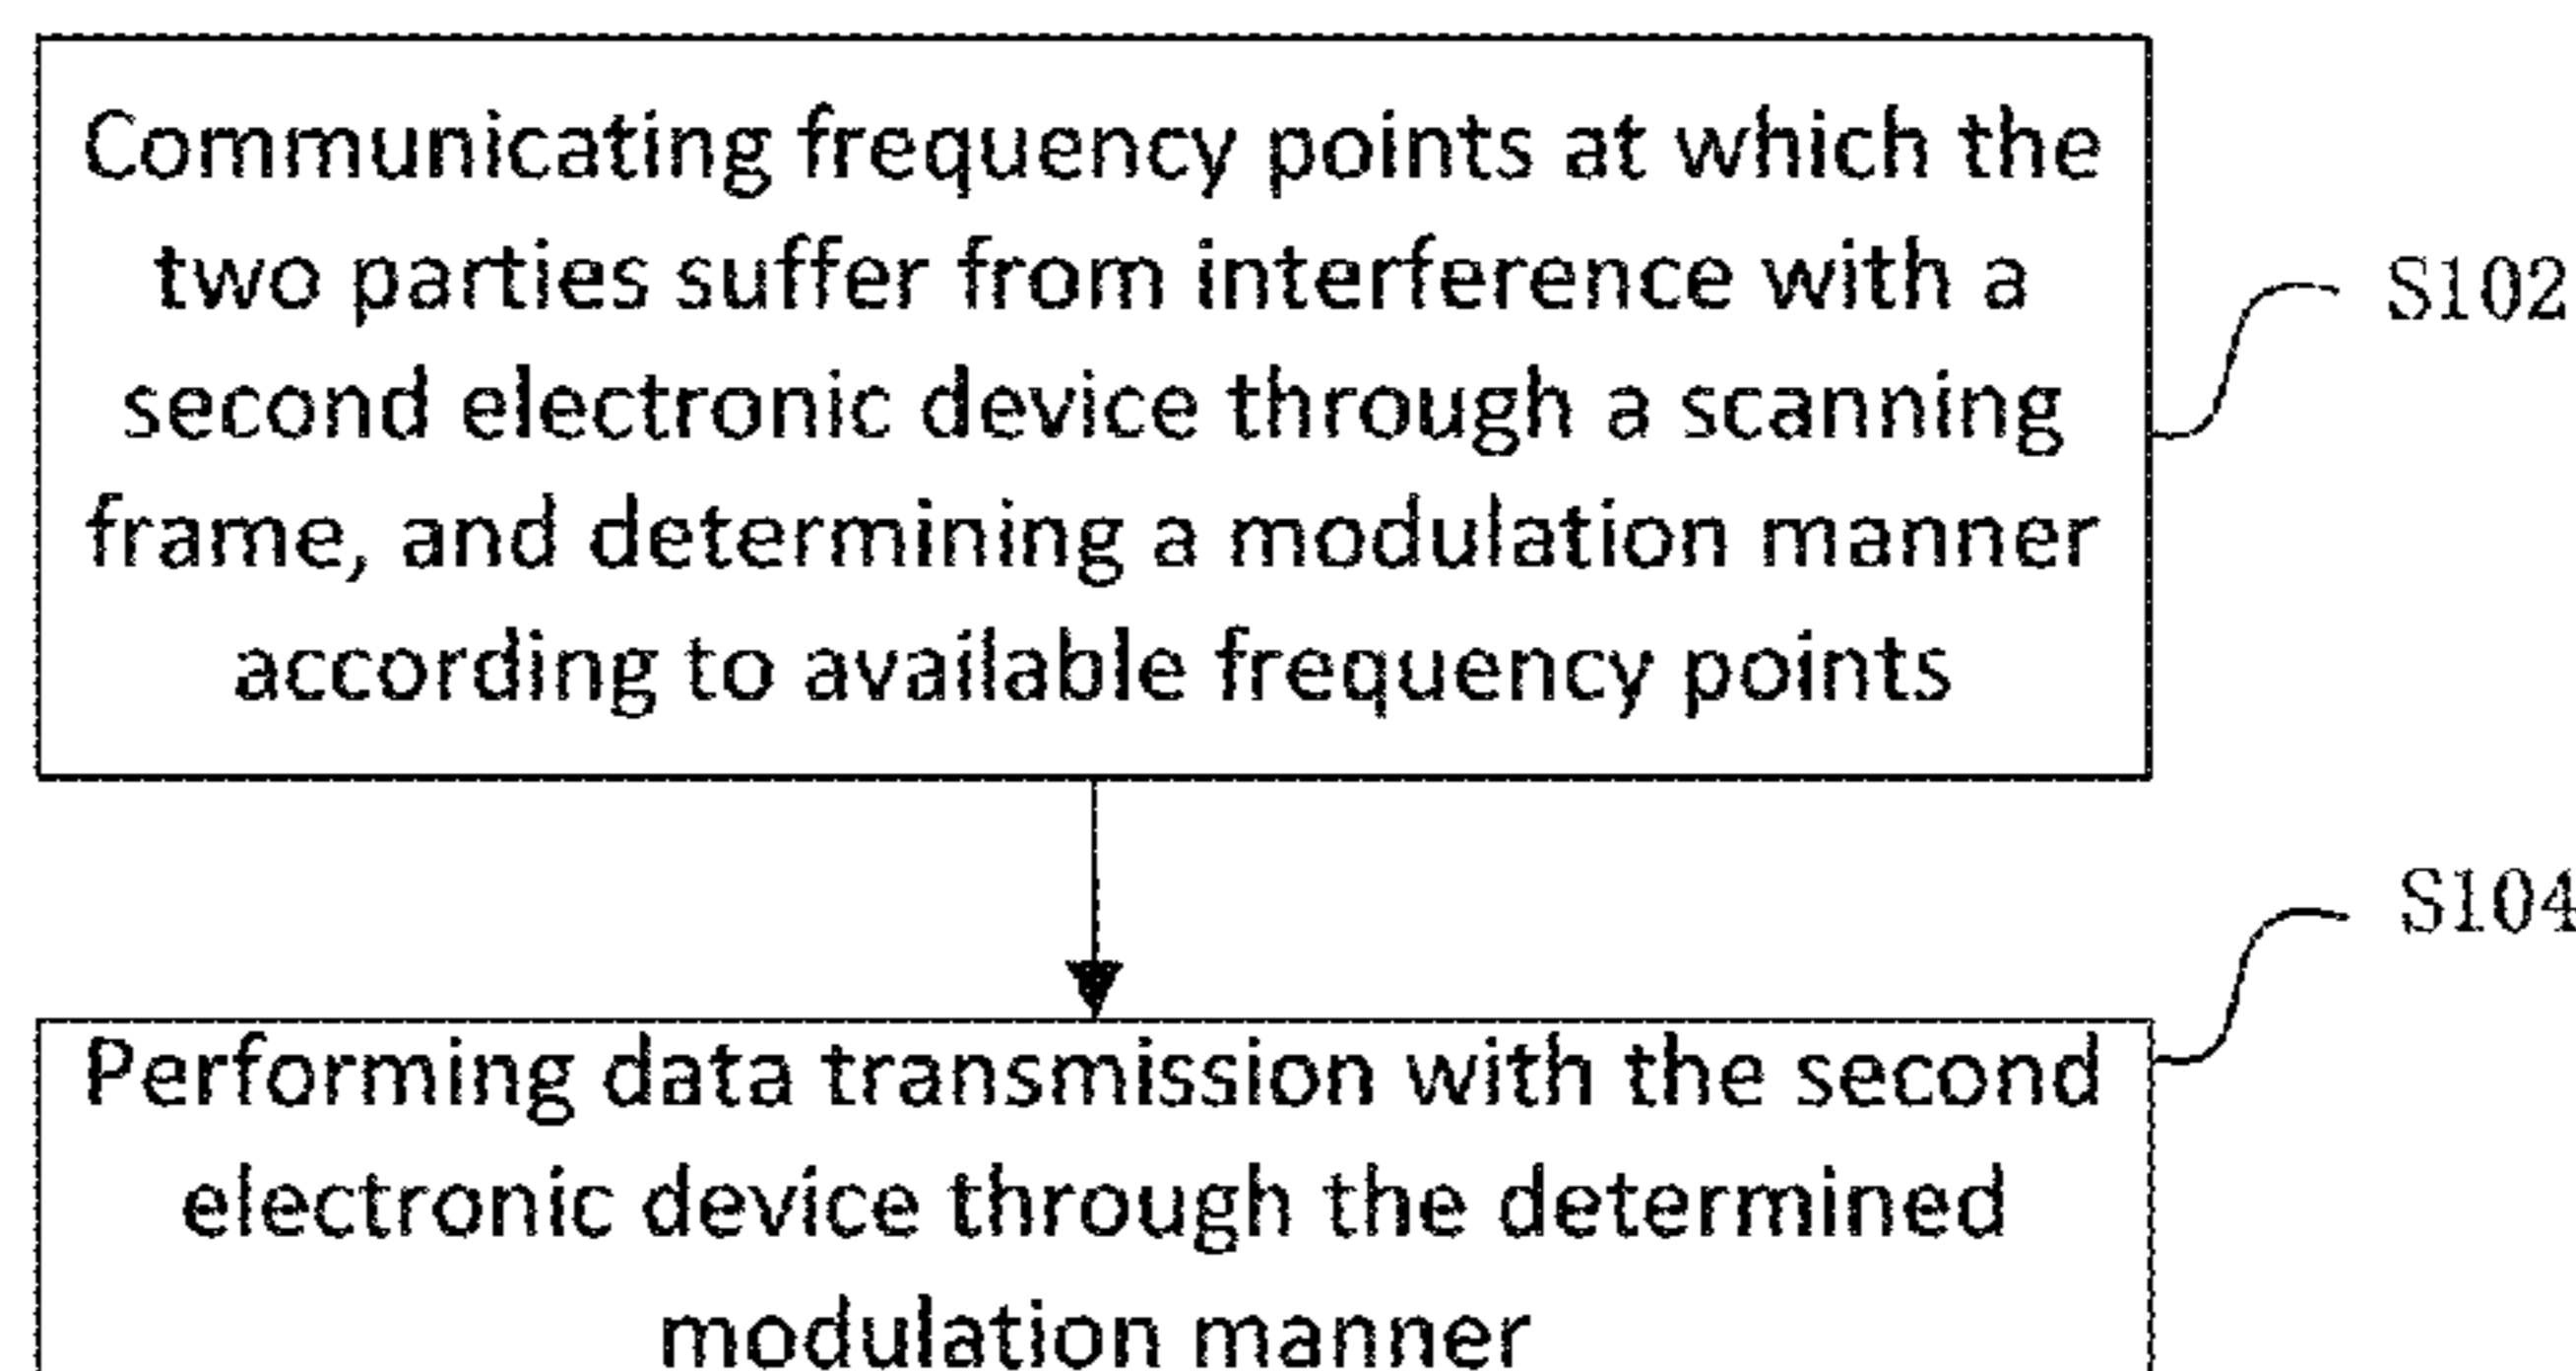 Communicating frequency points at which the
two parties suffer from interference with a
second electronic device through a scanning
frame, and determining a modulation manner
according to available frequency points
S102
S104
Performing data transmission with the second
electronic device through the determined
modulation manner